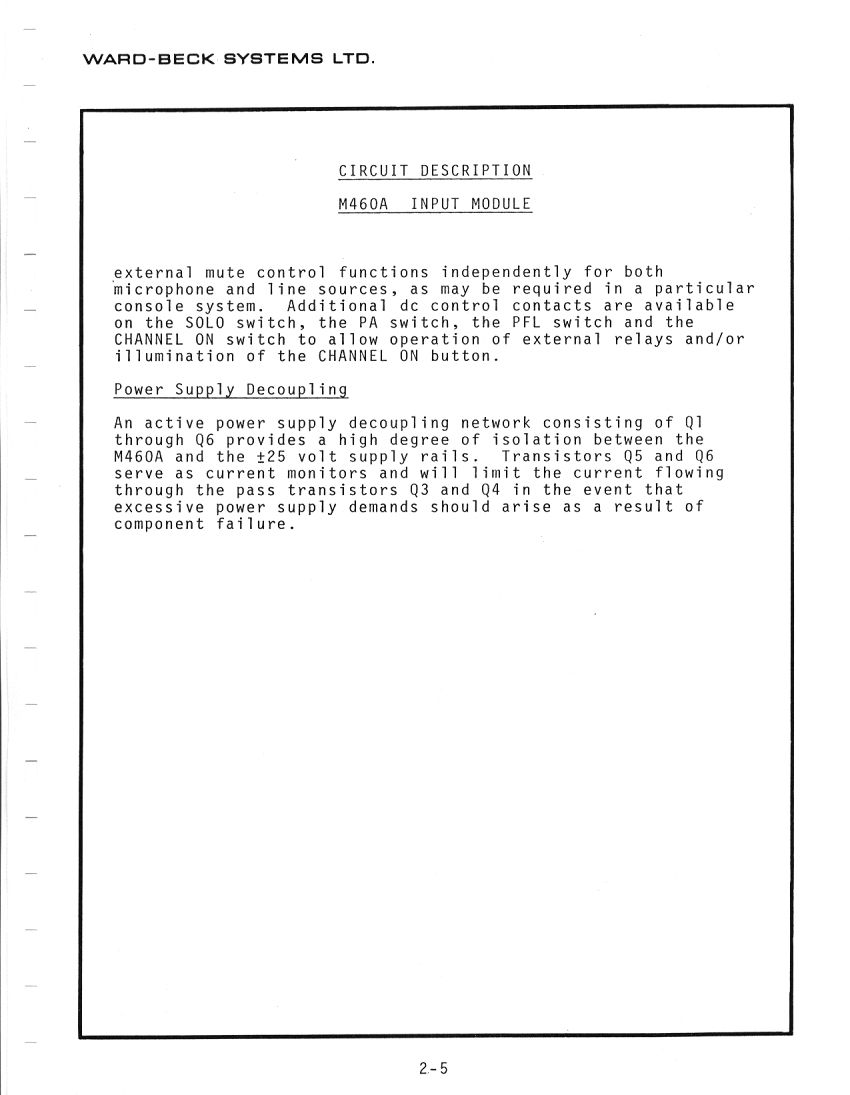 WARD-BECK SYSTEMS LTD.
CIRCUIT DESCRIPTION
M460A INPUT MODULE
external mute control functions independently for both
microphone and line sources, as may be required in a particular
console system. Additional dc control contacts are available
on the SOLO switch, the PA switch, the PFL switch and the
CHANNEL ON switch to allow operation of external relays and/or
illumination of the CHANNEL ON button.
Power Supply Decoupling
An active power supply decoupling network consisting of Q1
through Q6 provides a high degree of isolation between the
M460A and the ±25 volt supply rails. Transistors Q5 and Q6
serve as current monitors and will limit the current flowing
through the pass transistors Q3 and Q4 in the event that
excessive power supply demands should arise as a result of
component failure.
2-5